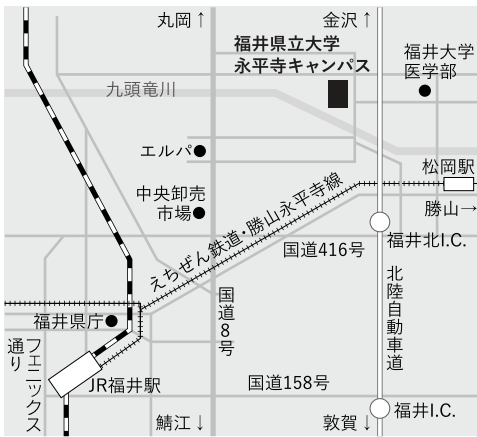 丸岡↑
金沢↑
福井県立大学
永平寺キャンパス
福井大学
医学部
九頭竜川
エルパ
松岡駅
中央卸売
市場
勝山→
えちぜん鉄道・勝山永平寺線
福井北I.C.
国道416号
北陸自動車道
国道8号
福井県庁
フェニックス
通り
JR福井駅
国道158号
福井I.C.
鯖江↓
敦賀↓